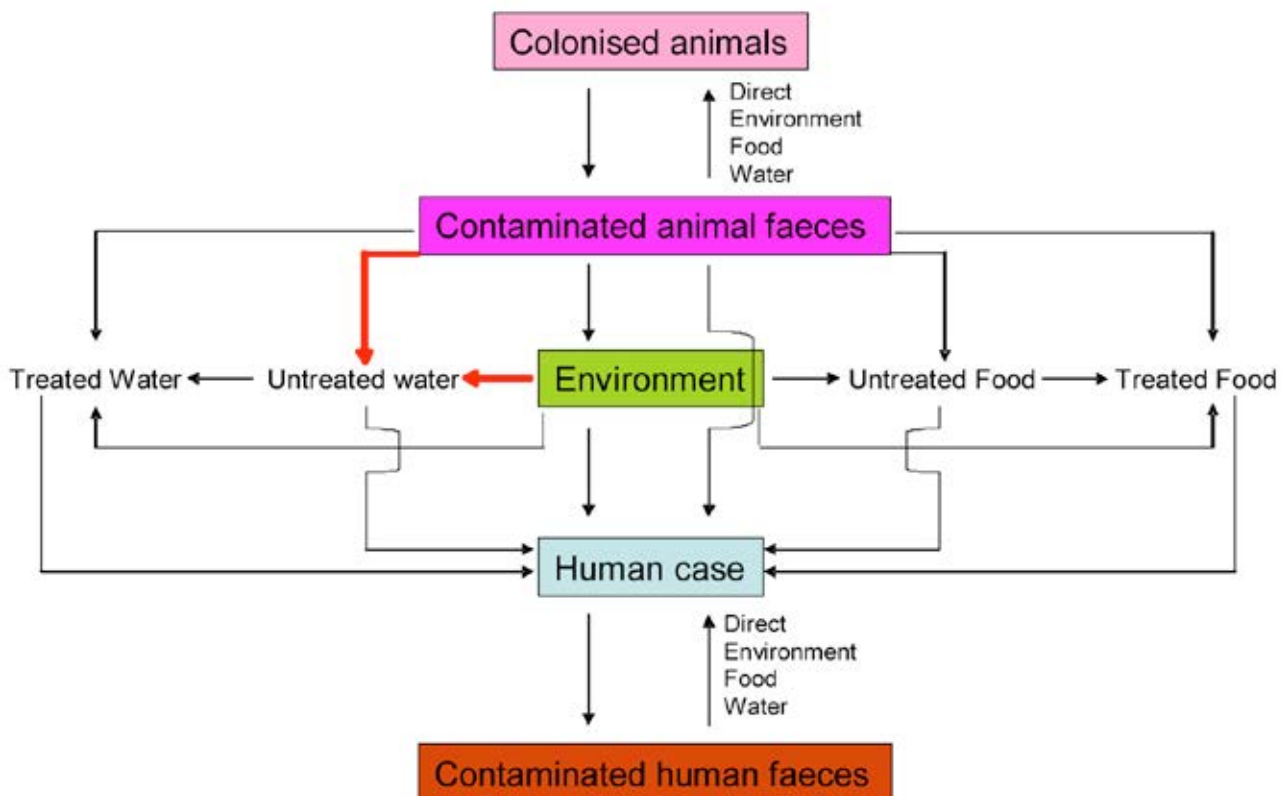 Colonised animals
Direct
Environment
Food
Water
Contaminated animal faeces
Treated Water
Untreated water
Environment
Untreated Food
Treated Food
Human case
Direct
Environment
Food
Water
Contaminated human faeces